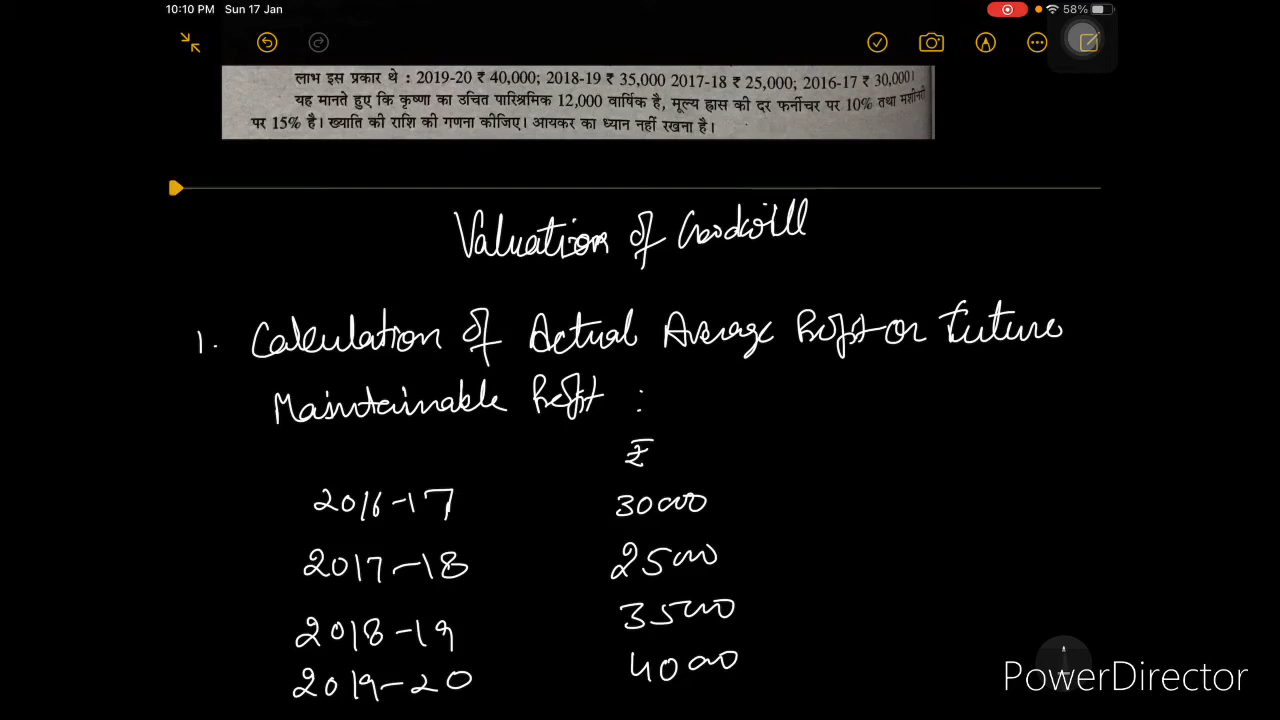 10:10 PM Sun 17 Jan 58%
लाभ इस प्रकार थे : 2019-20 ₹ 40,000; 2018-19 ₹ 35,000 2017-18 ₹ 25,000; 2016-17 ₹ 30,000।
यह मानते हुए कि कृष्णा का उचित पारिश्रमिक 12,000 वार्षिक है, मूल्य ह्रास की दर फर्नीचर पर 10% तथा मशीनरी
पर 15% है। ख्याति की राशि की गणना कीजिए। आयकर का ध्यान नहीं रखना है।
Valuation of Goodwill
1. Calculation of Actual Average Profit or Future
Maintainable Profit :
₹
2016-17 30000
2017-18 25000
2018-19 35000
2019-20 40000
PowerDirector